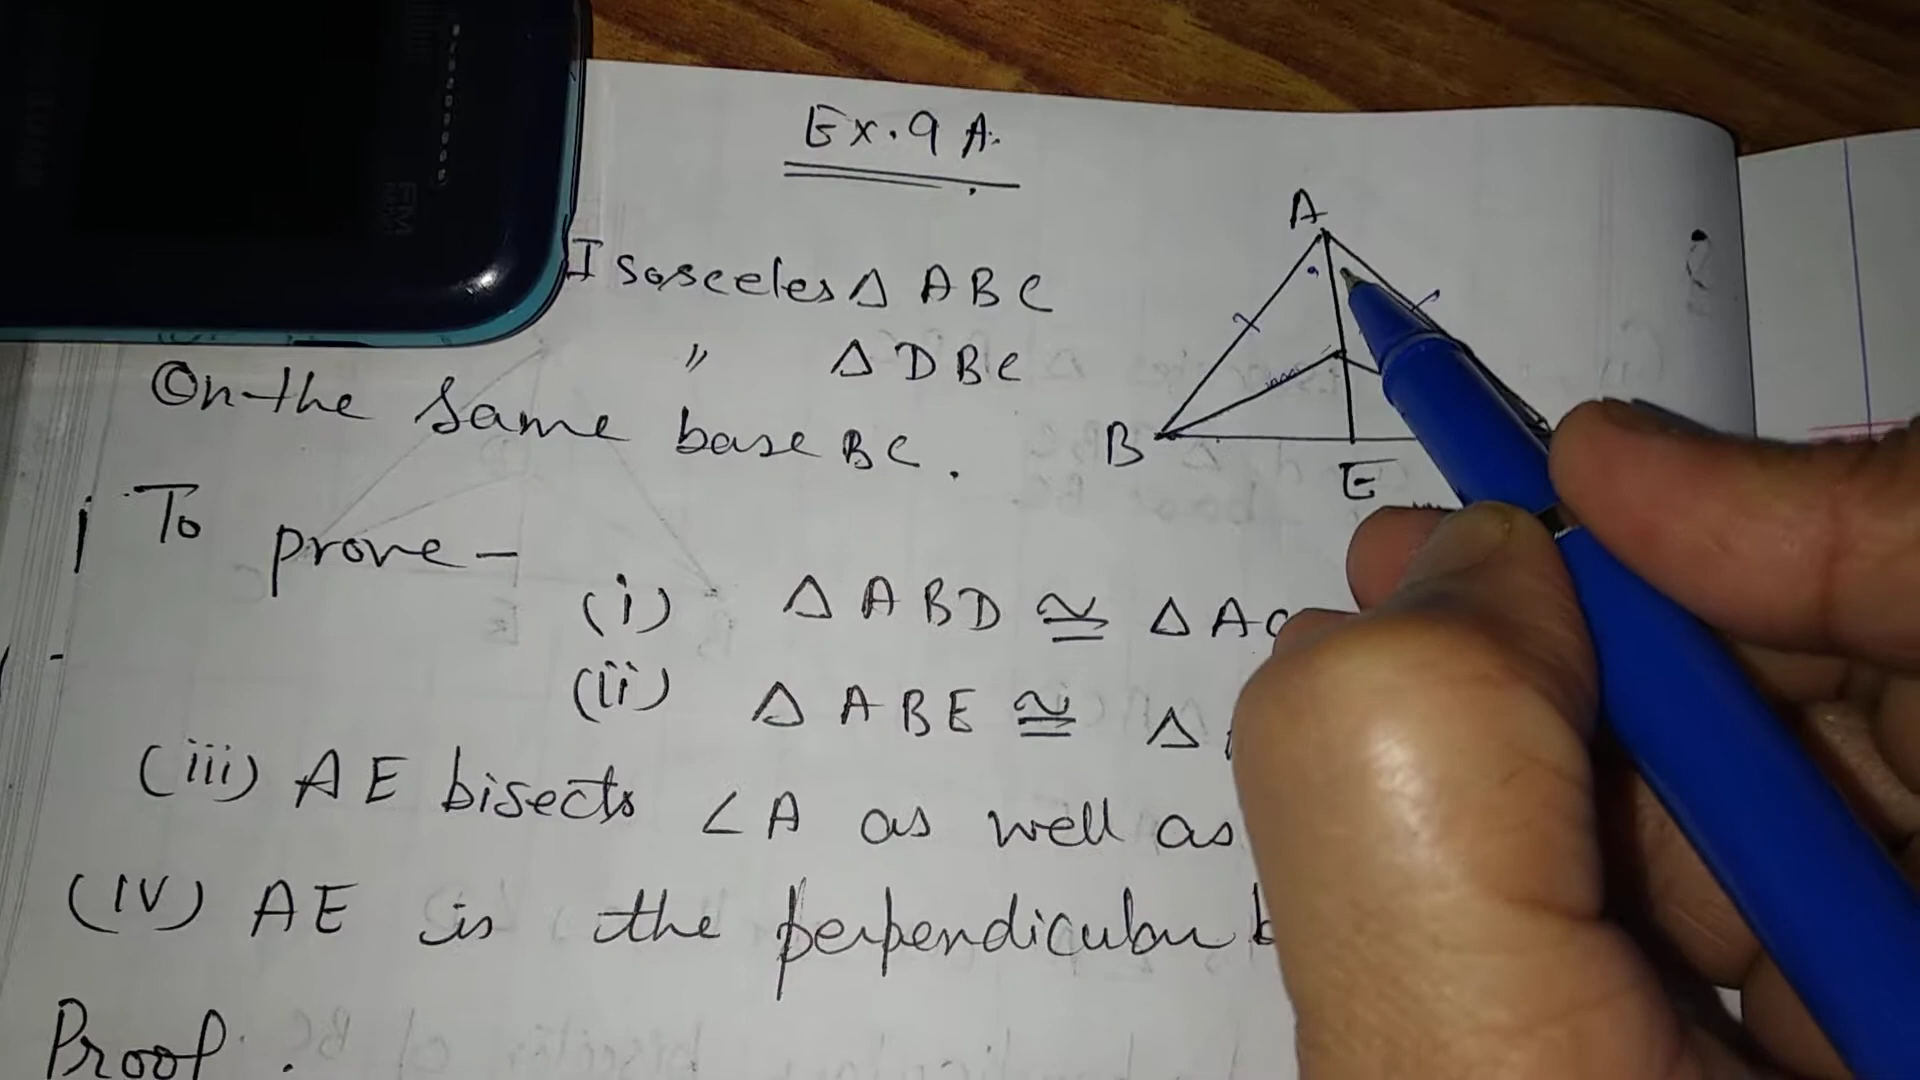 Ex. 9 A.
Isosceles Δ ABC
" Δ DBC
On the same base BC.
To prove -
(i) Δ ABD ≅ Δ AC
(ii) Δ ABE ≅ Δ
(iii) AE bisects ∠A as well as
(IV) AE is the perpendicular b
Proof.
A
B
E